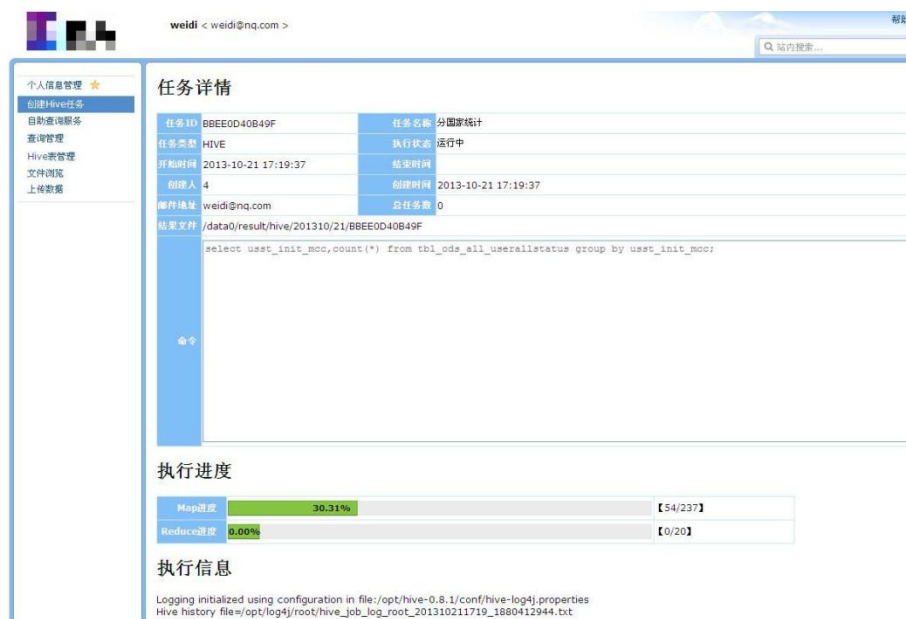 weidi < weidi@nq.com >
帮助
站内搜索...
个人信息管理
创建Hive任务
自助查询服务
查询管理
Hive表管理
文件浏览
上传数据
任务详情
任务ID BBEE0D40B49F 任务名称 分国家统计
任务类型 HIVE 执行状态 运行中
开始时间 2013-10-21 17:19:37 结束时间
创建人 4 创建时间 2013-10-21 17:19:37
邮件地址 weidi@nq.com 总任务数 0
结果文件 /data0/result/hive/201310/21/BBEE0D40B49F
命令 select usst_init_mcc,count(*) from tbl_ods_all_userallstatus group by usst_init_mcc;
执行进度
Map进度 30.31% 【54/237】
Reduce进度 0.00% 【0/20】
执行信息
Logging initialized using configuration in file:/opt/hive-0.8.1/conf/hive-log4j.properties
Hive history file=/opt/log4j/root/hive_job_log_root_201310211719_1880412944.txt